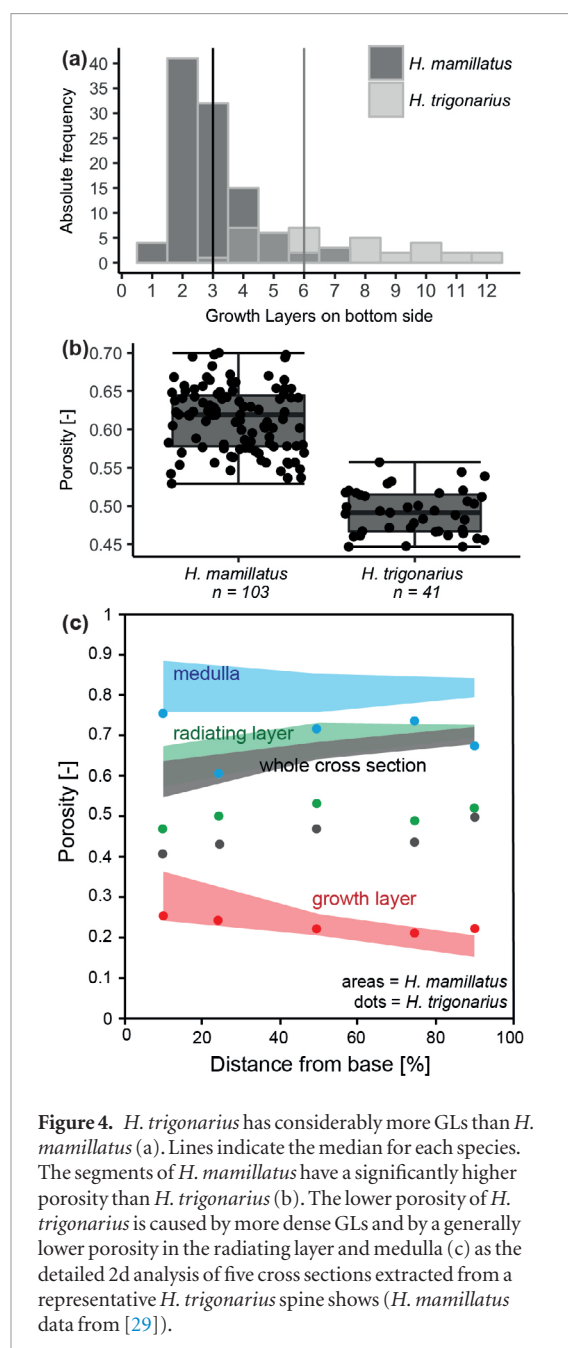 (a)
H. mamillatus
H. trigonarius
Absolute frequency
40
35
30
25
20
15
10
5
0
0 1 2 3 4 5 6 7 8 9 10 11 12
Growth Layers on bottom side
(b)
Porosity [-]
0.70
0.65
0.60
0.55
0.50
0.45
H. mamillatus H. trigonarius
n = 103 n = 41
(c)
Porosity [-]
1
0.9
0.8
0.7
0.6
0.5
0.4
0.3
0.2
0.1
0
medulla
radiating layer
whole cross section
growth layer
areas = H. mamillatus
dots = H. trigonarius
0 20 40 60 80 100
Distance from base [%]
Figure 4. H. trigonarius has considerably more GLs than H.
mamillatus (a). Lines indicate the median for each species.
The segments of H. mamillatus have a significantly higher
porosity than H. trigonarius (b). The lower porosity of H.
trigonarius is caused by more dense GLs and by a generally
lower porosity in the radiating layer and medulla (c) as the
detailed 2d analysis of five cross sections extracted from a
representative H. trigonarius spine shows (H. mamillatus
data from [29]).